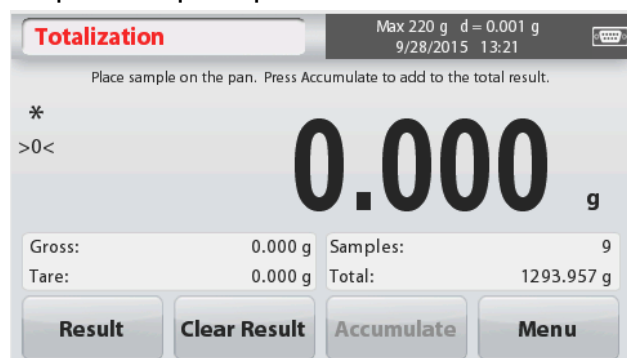 Totalization
Max 220 g d = 0.001 g
9/28/2015 13:21
Place sample on the pan. Press Accumulate to add to the total result.
*
>0<
0.000 g
Gross: 0.000 g Samples: 9
Tare: 0.000 g Total: 1293.957 g
Result Clear Result Accumulate Menu